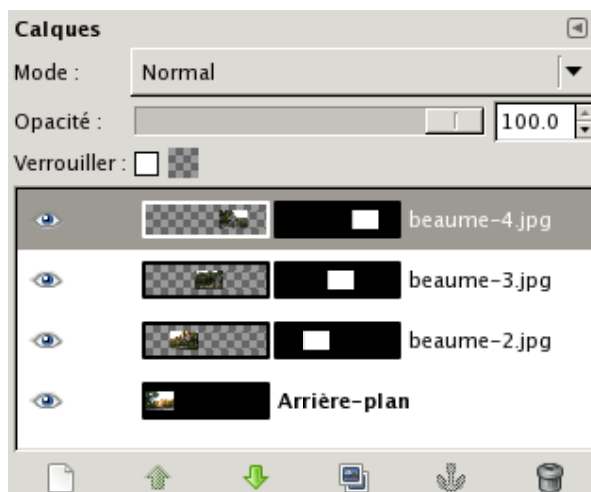 Calques
Mode : Normal
Opacité : 100.0
Verrouiller :
beaume-4.jpg
beaume-3.jpg
beaume-2.jpg
Arrière-plan